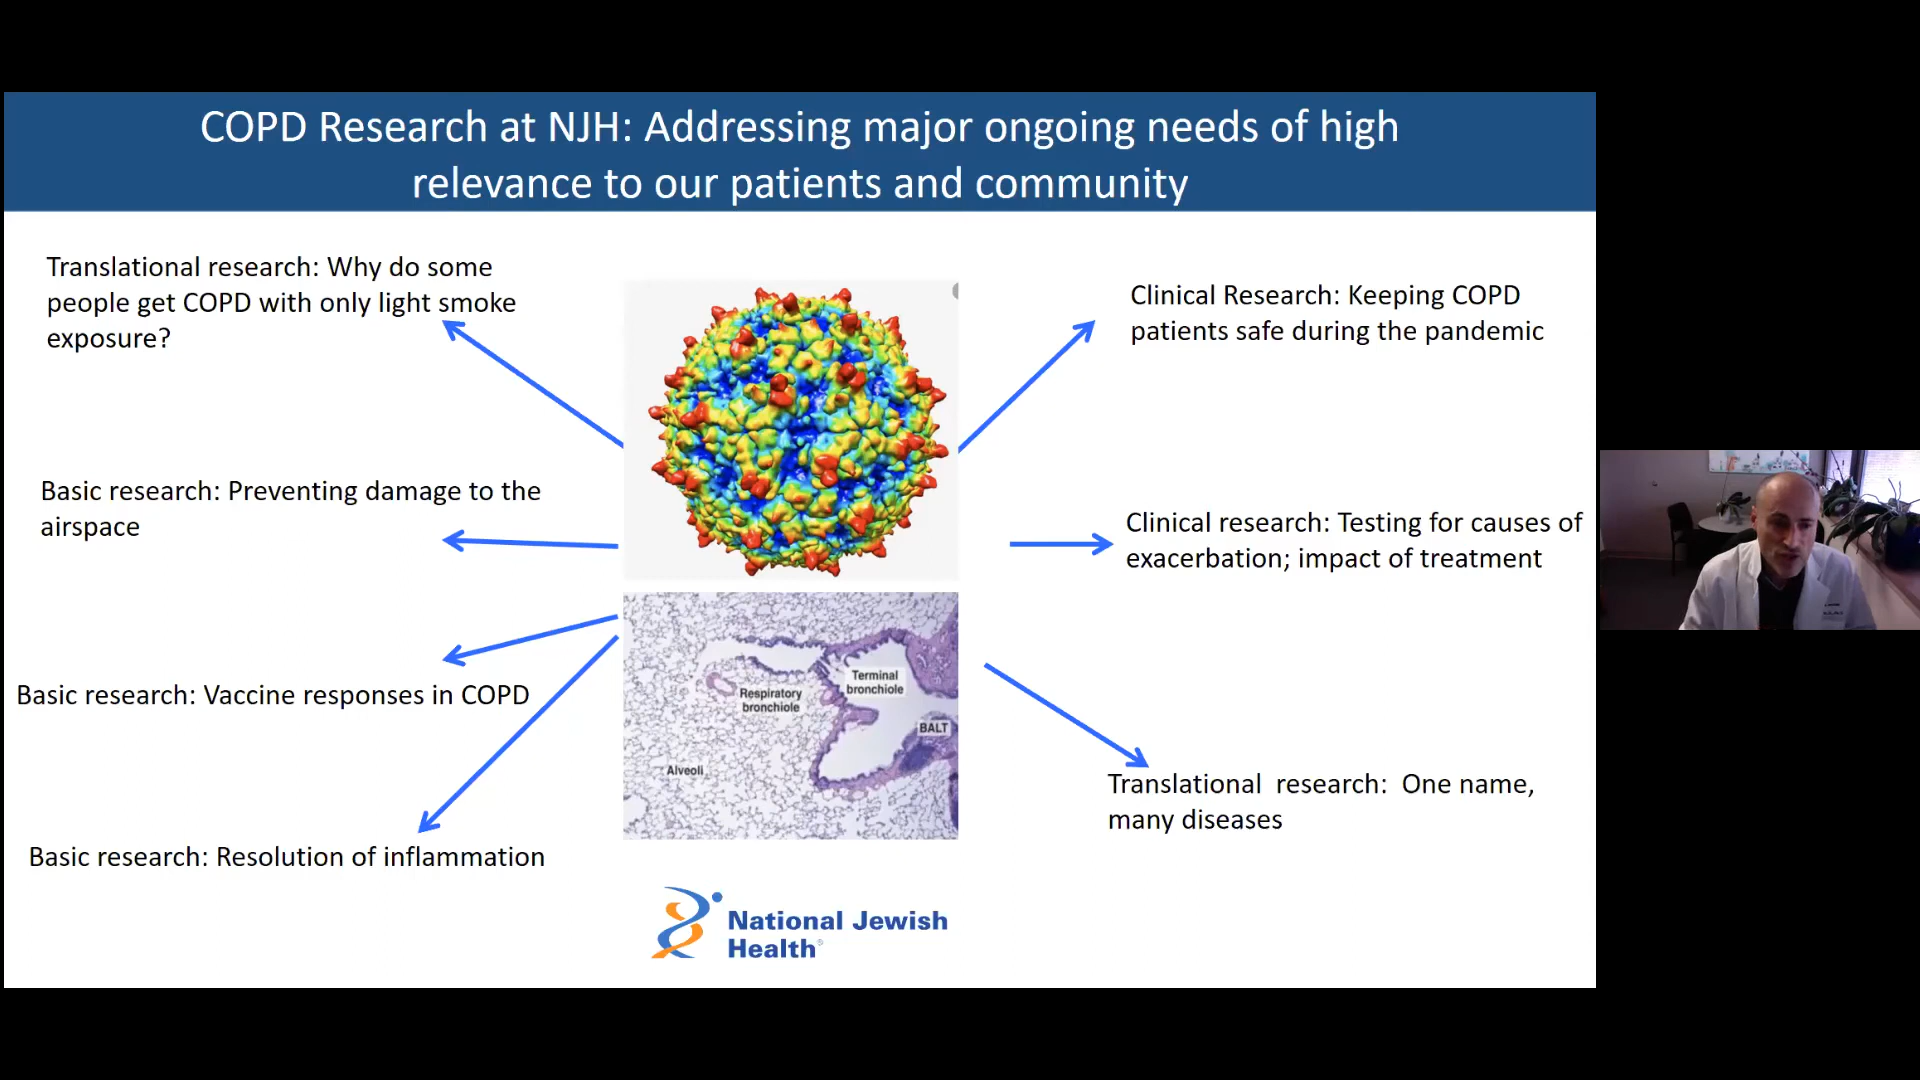 COPD Research at NJH: Addressing major ongoing needs of high
relevance to our patients and community
Translational research: Why do some
people get COPD with only light smoke
exposure?
Basic research: Preventing damage to the
airspace
Basic research: Vaccine responses in COPD
Basic research: Resolution of inflammation
Respiratory
bronchiole
Terminal
bronchiole
BALT
Alveoli
National Jewish
Health®
Clinical Research: Keeping COPD
patients safe during the pandemic
Clinical research: Testing for causes of
exacerbation; impact of treatment
Translational research: One name,
many diseases